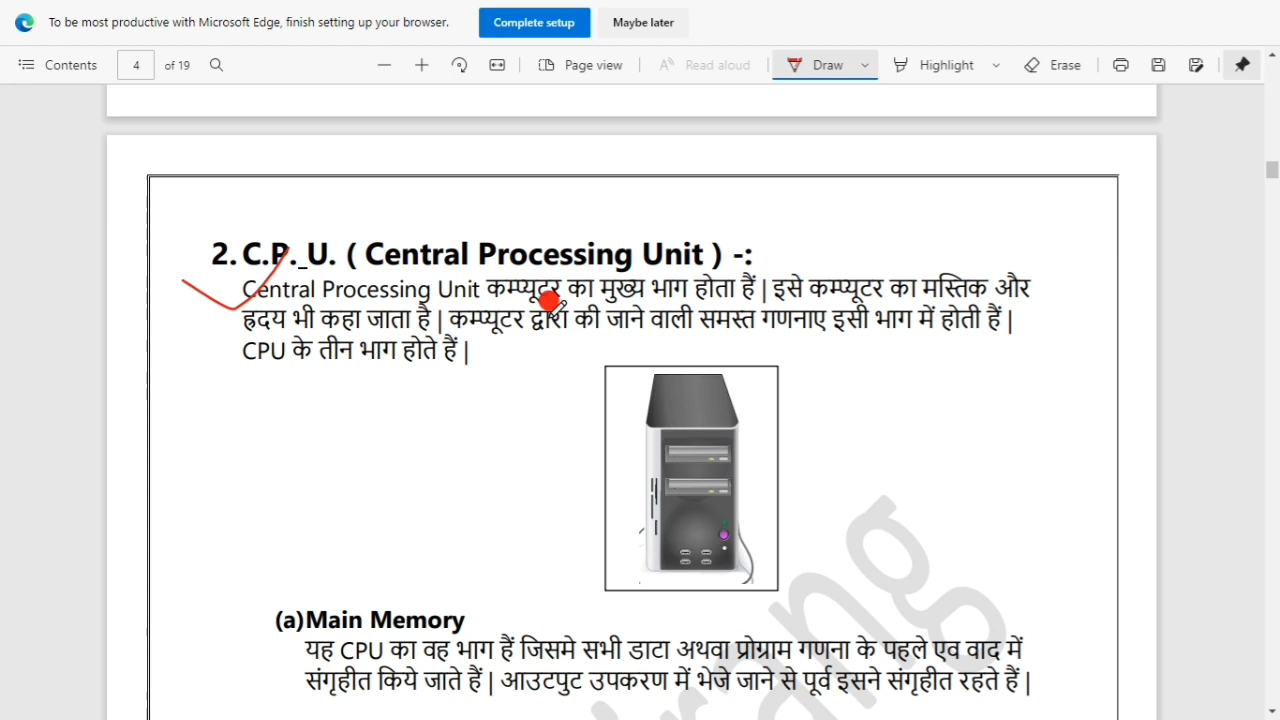 To be most productive with Microsoft Edge, finish setting up your browser. Complete setup Maybe later
Contents 4 of 19 Page view Read aloud Draw Highlight Erase
2. C.P._U. ( Central Processing Unit ) -:
Central Processing Unit कम्प्यूटर का मुख्य भाग होता हैं | इसे कम्प्यूटर का मस्तिक और
ह्रदय भी कहा जाता है | कम्प्यूटर द्वारा की जाने वाली समस्त गणनाए इसी भाग में होती हैं |
CPU के तीन भाग होते हैं |
(a)Main Memory
यह CPU का वह भाग हैं जिसमे सभी डाटा अथवा प्रोग्राम गणना के पहले एव वाद में
संगृहीत किये जाते हैं | आउटपुट उपकरण में भेजे जाने से पूर्व इसने संगृहीत रहते हैं |